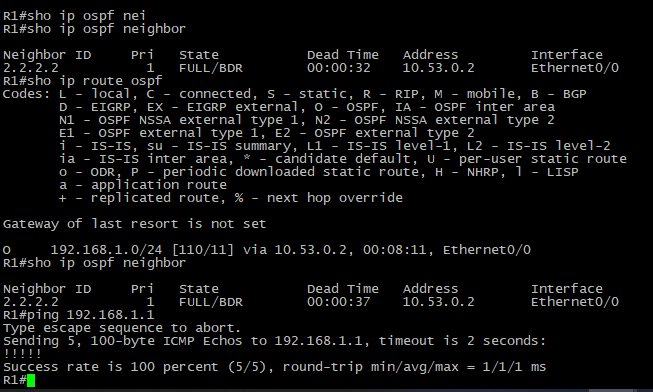 R1#sho ip ospf nei
R1#sho ip ospf neighbor
Neighbor ID     Pri   State           Dead Time   Address         Interface
2.2.2.2           1   FULL/BDR        00:00:32    10.53.0.2       Ethernet0/0
R1#sho ip route ospf
Codes: L - local, C - connected, S - static, R - RIP, M - mobile, B - BGP
       D - EIGRP, EX - EIGRP external, O - OSPF, IA - OSPF inter area
       N1 - OSPF NSSA external type 1, N2 - OSPF NSSA external type 2
       E1 - OSPF external type 1, E2 - OSPF external type 2
       i - IS-IS, su - IS-IS summary, L1 - IS-IS level-1, L2 - IS-IS level-2
       ia - IS-IS inter area, * - candidate default, U - per-user static route
       o - ODR, P - periodic downloaded static route, H - NHRP, l - LISP
       a - application route
       + - replicated route, % - next hop override
Gateway of last resort is not set
O     192.168.1.0/24 [110/11] via 10.53.0.2, 00:08:11, Ethernet0/0
R1#sho ip ospf neighbor
Neighbor ID     Pri   State           Dead Time   Address         Interface
2.2.2.2           1   FULL/BDR        00:00:37    10.53.0.2       Ethernet0/0
R1#ping 192.168.1.1
Type escape sequence to abort.
Sending 5, 100-byte ICMP Echos to 192.168.1.1, timeout is 2 seconds:
!!!!!
Success rate is 100 percent (5/5), round-trip min/avg/max = 1/1/1 ms
R1#